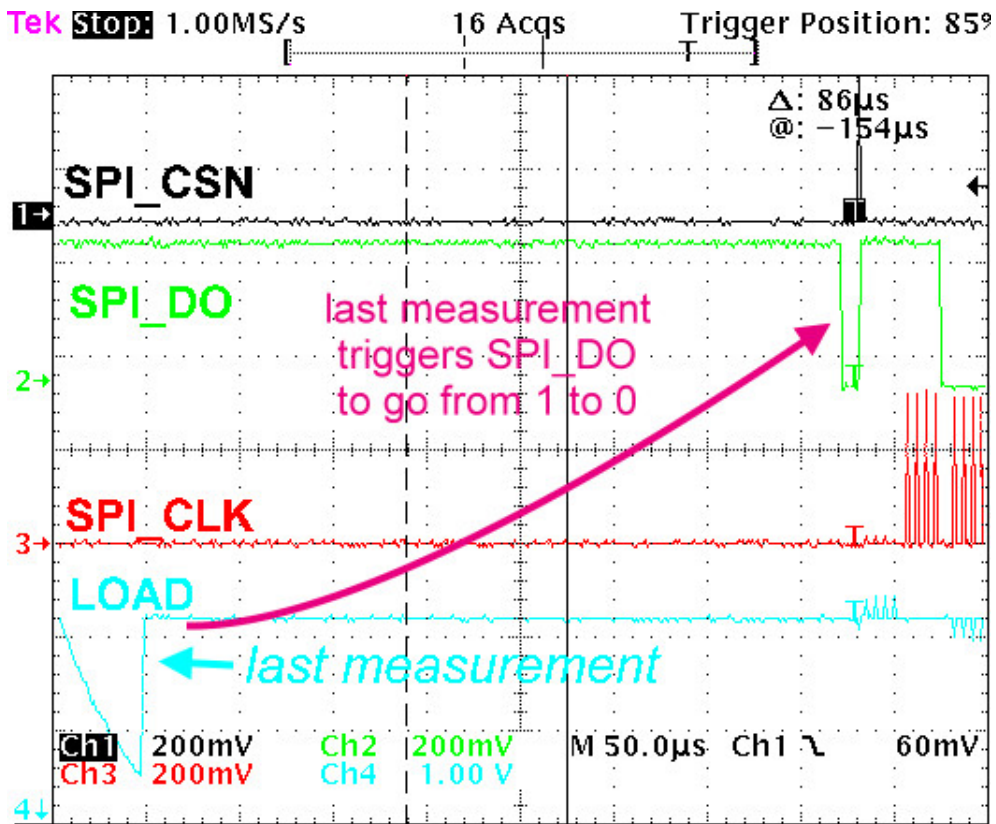 Tek Stop: 1.00MS/s 16 Acqs Trigger Position: 85%
T
Δ: 86µs
@: −154µs
SPI_CSN
1→
SPI_DO
last measurement
triggers SPI_DO
to go from 1 to 0
2→
SPI_CLK
3→
LOAD
last measurement
Ch1 200mV Ch2 200mV M 50.0µs Ch1 60mV
Ch3 200mV Ch4 1.00 V
4↓